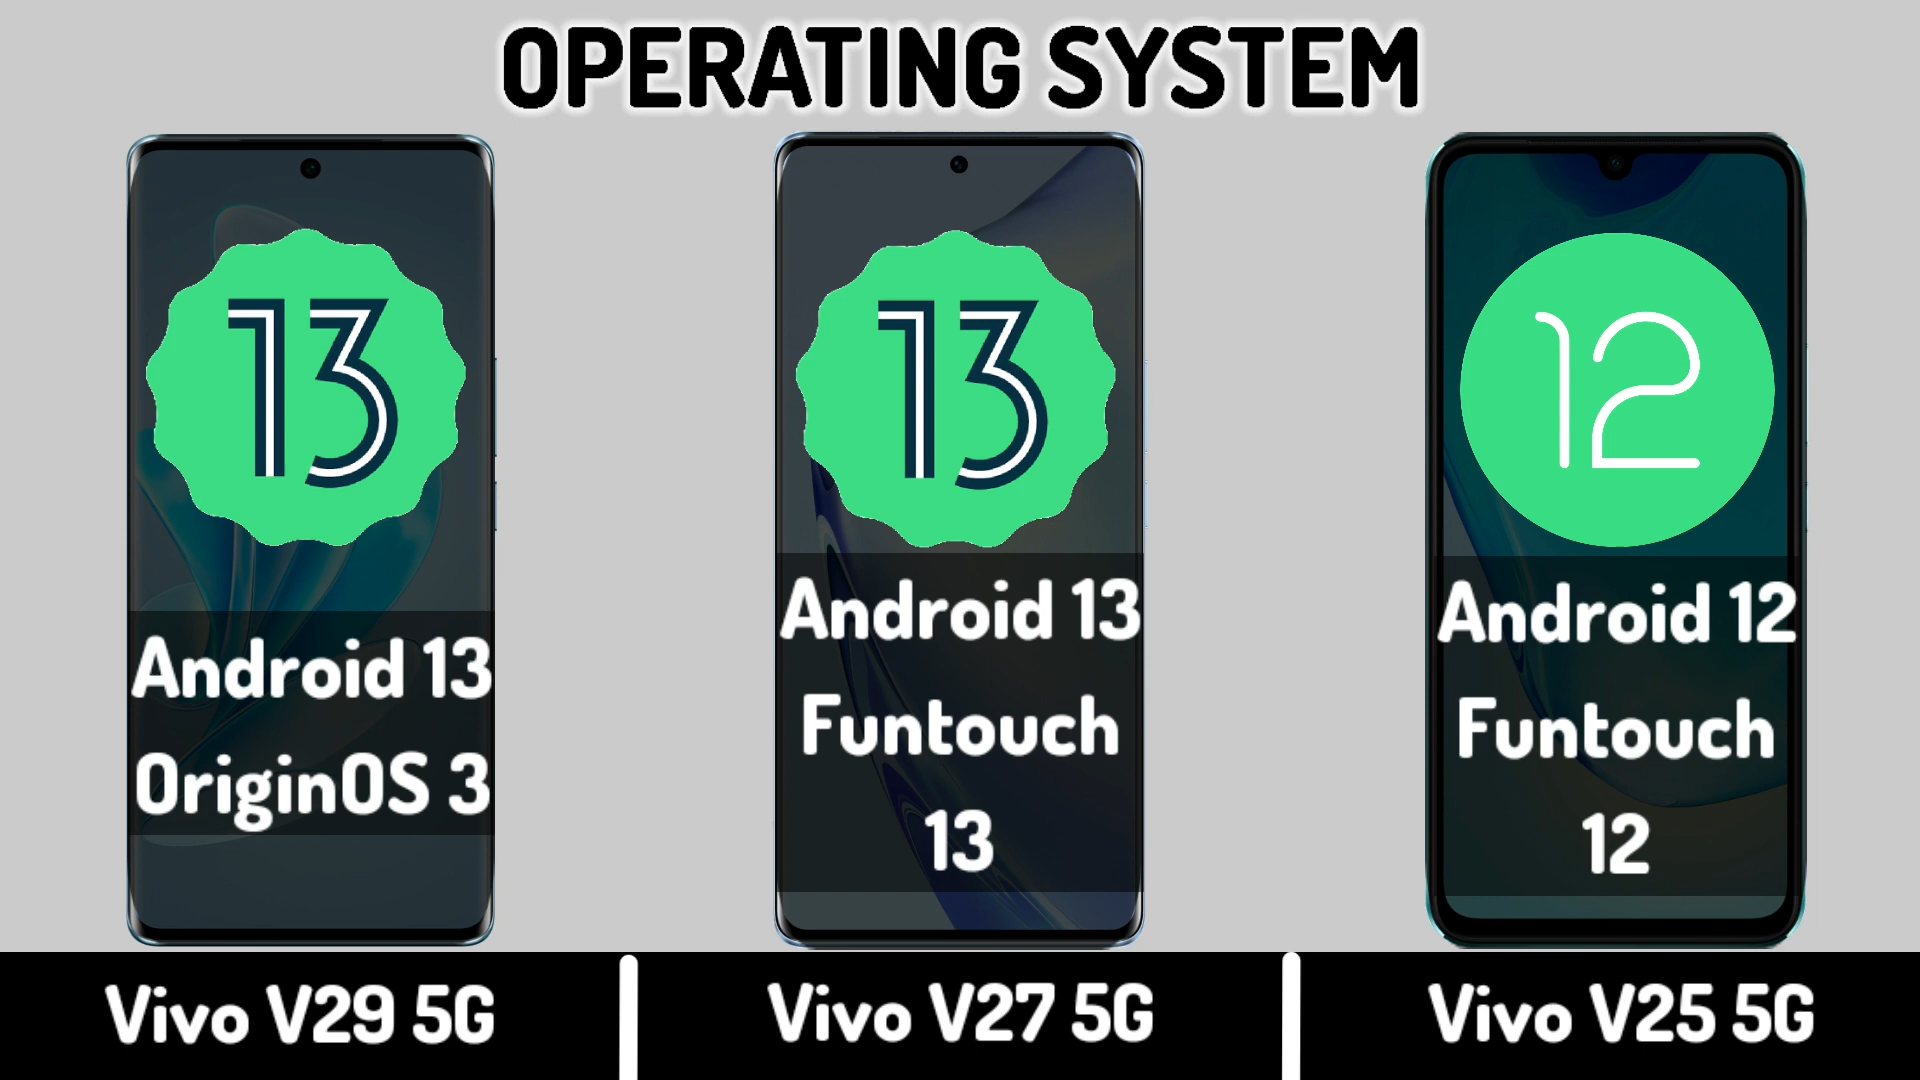 OPERATING SYSTEM
13
Android 13
OriginOS 3
13
Android 13
Funtouch
13
12
Android 12
Funtouch
12
Vivo V29 5G
Vivo V27 5G
Vivo V25 5G